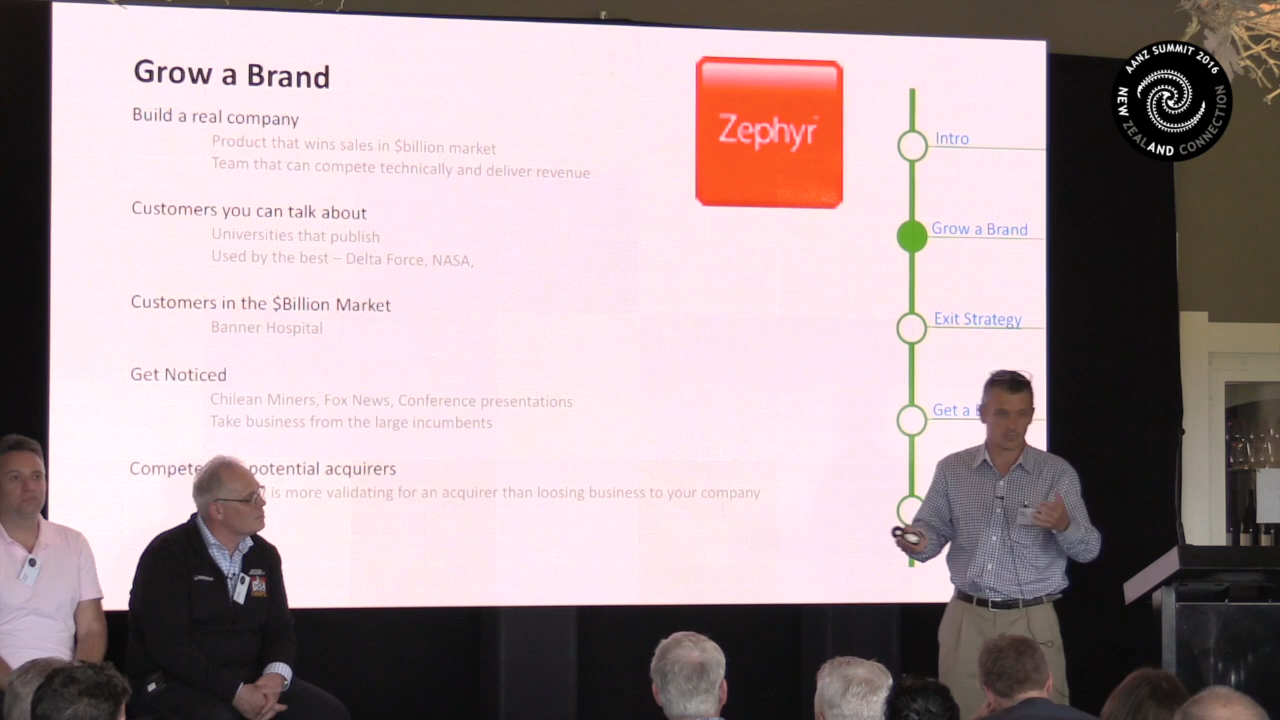 Grow a Brand
Build a real company
Product that wins sales in $billion market
Team that can compete technically and deliver revenue
Customers you can talk about
Universities that publish
Used by the best – Delta Force, NASA,
Customers in the $Billion Market
Banner Hospital
Get Noticed
Chilean Miners, Fox News, Conference presentations
Take business from the large incumbents
Compete potential acquirers
is more validating for an acquirer than loosing business to your company
Zephyr
Intro
Grow a Brand
Exit Strategy
Get a
AANZ SUMMIT 2016
NEW ZEALAND CONNECTION